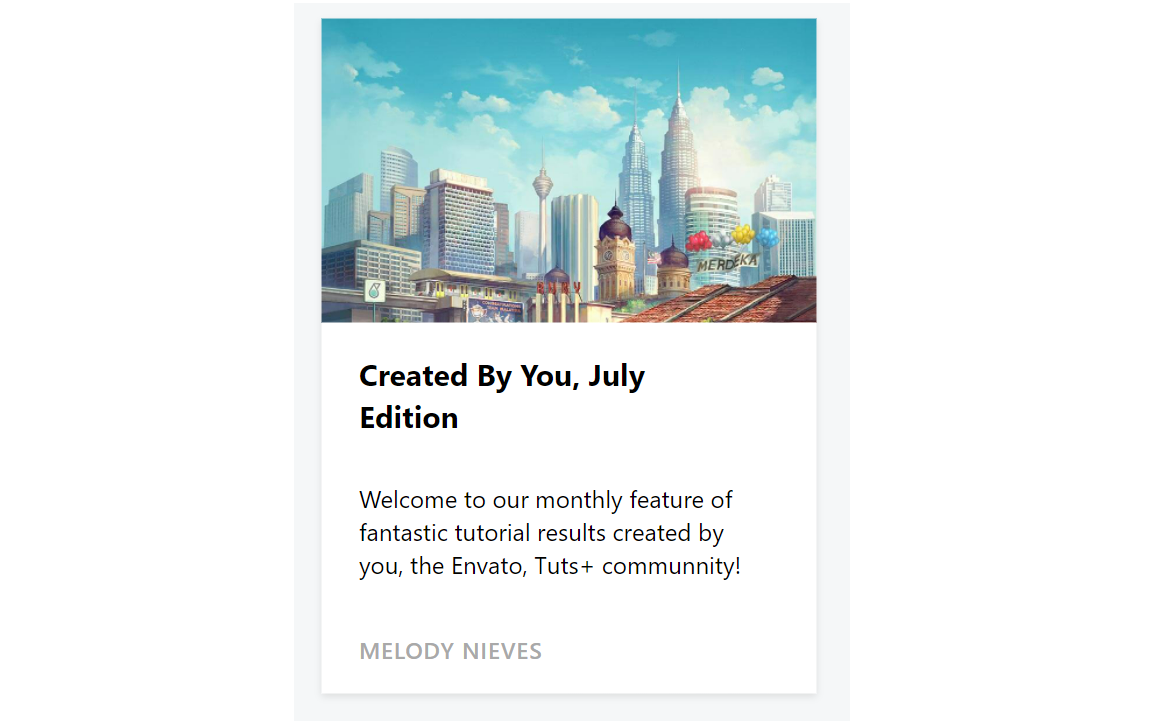 MERDEKA
Created By You, July
Edition
Welcome to our monthly feature of
fantastic tutorial results created by
you, the Envato, Tuts+ communnity!
MELODY NIEVES